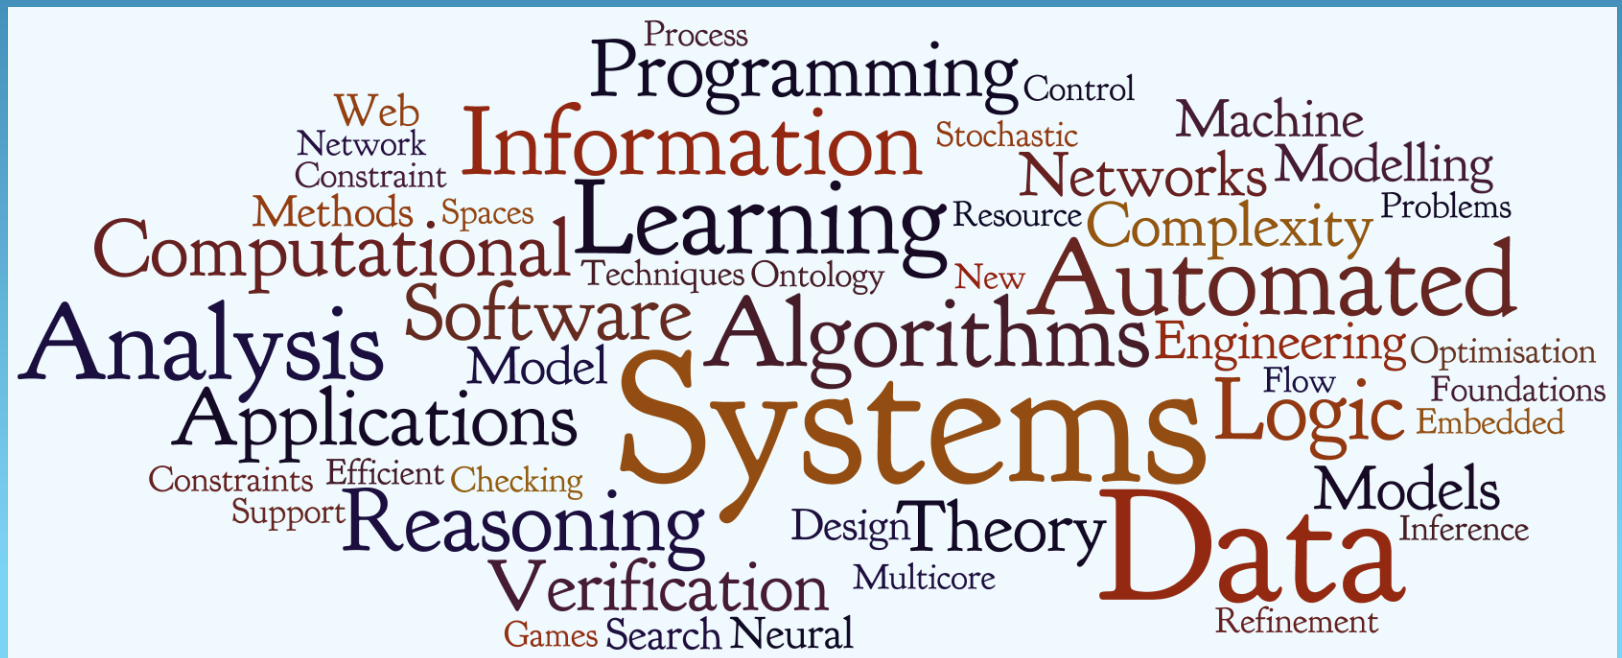 Process
Programming
Control
Web
Information
Stochastic
Machine
Network
Constraint
Networks
Modelling
Methods
Spaces
Learning
Resource
Complexity
Problems
Computational
Techniques
Ontology
New
Automated
Analysis
Software
Algorithms
Engineering
Optimisation
Model
Systems
Flow
Foundations
Applications
Logic
Embedded
Constraints
Efficient
Checking
Models
Support
Reasoning
Design
Theory
Data
Inference
Verification
Multicore
Refinement
Games
Search
Neural